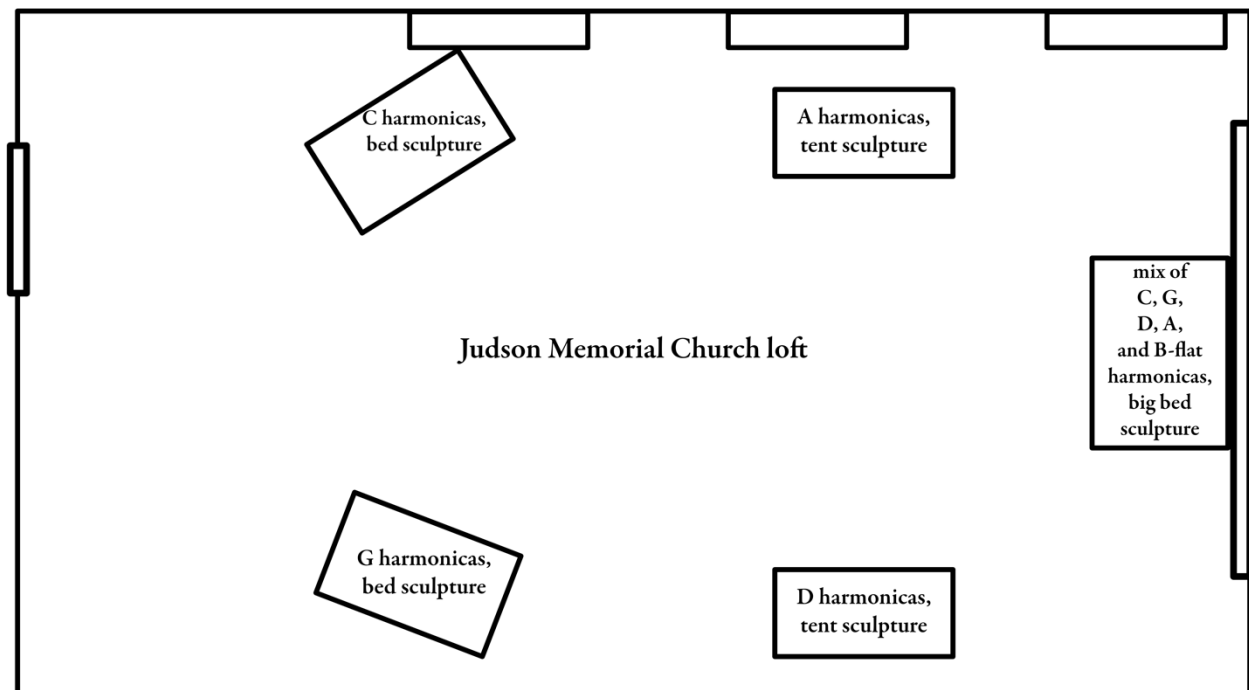 C harmonicas,
bed sculpture
A harmonicas,
tent sculpture
mix of
C, G,
D, A,
and B-flat
harmonicas,
big bed
sculpture
Judson Memorial Church loft
G harmonicas,
bed sculpture
D harmonicas,
tent sculpture